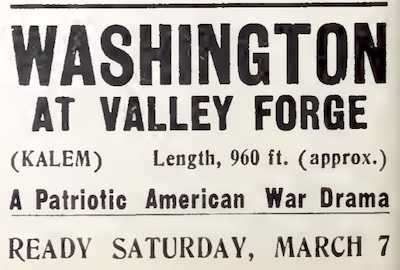 WASHINGTON
AT VALLEY FORGE
(KALEM) Length, 960 ft. (approx.)
A Patriotic American War Drama
READY SATURDAY, MARCH 7